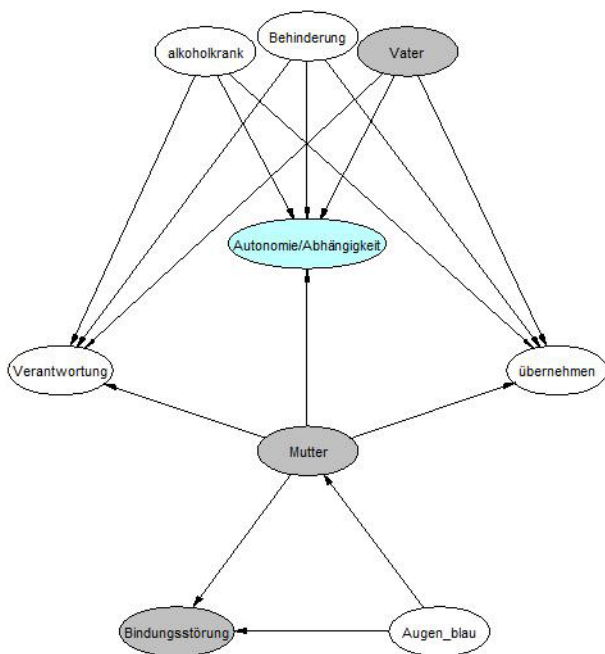 Behinderung
alkoholkrank
Vater
Autonomie/Abhängigkeit
Verantwortung
übernehmen
Mutter
Bindungsstörung
Augen_blau